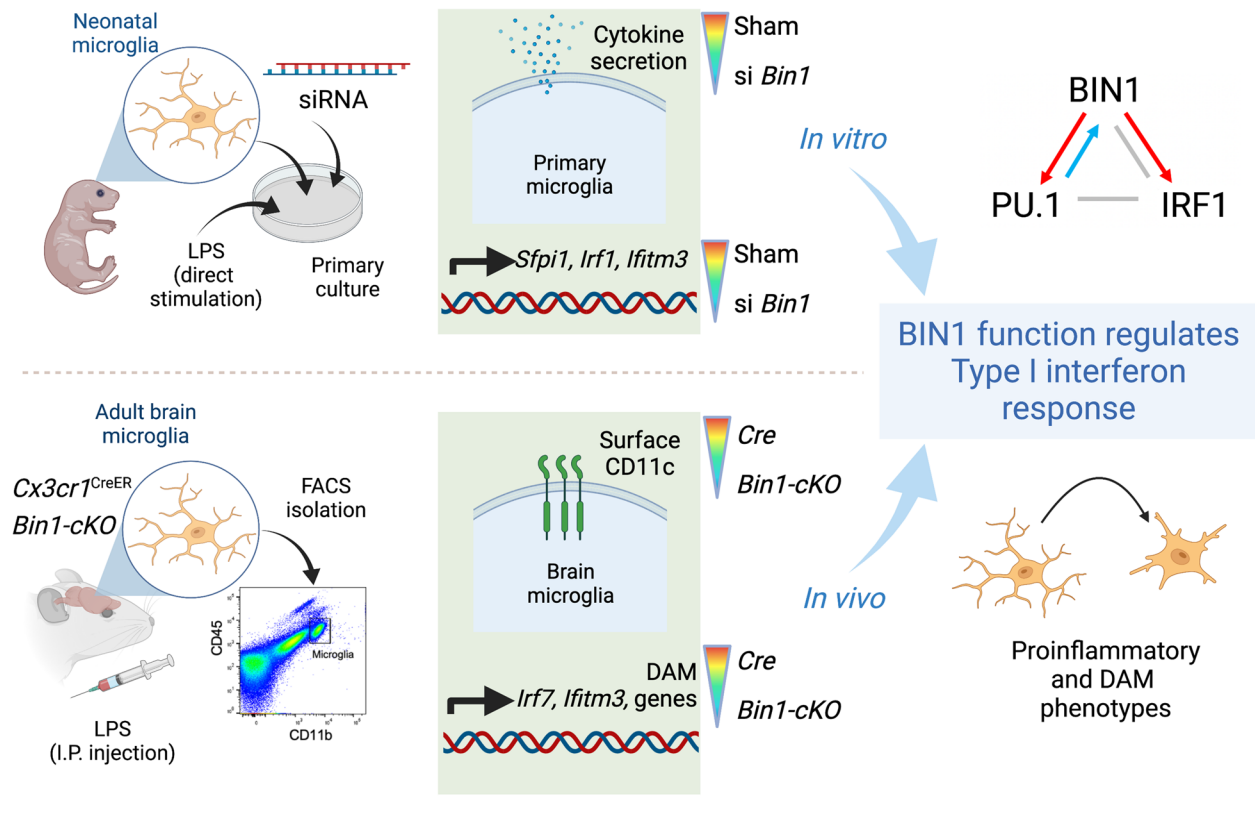 Neonatal
microglia
siRNA
LPS
(direct
stimulation)
Primary
culture
Cytokine
secretion
Primary
microglia
Sfpi1, Irf1, Ifitm3
Sham
si Bin1
Sham
si Bin1
In vitro
BIN1
PU.1
IRF1
BIN1 function regulates
Type I interferon
response
Adult brain
microglia
Cx3cr1CreER
Bin1-cKO
FACS
isolation
CD45
Microglia
CD11b
LPS
(I.P. injection)
Surface
CD11c
Brain
microglia
DAM
Irf7, Ifitm3, genes
Cre
Bin1-cKO
Cre
Bin1-cKO
In vivo
Proinflammatory
and DAM
phenotypes